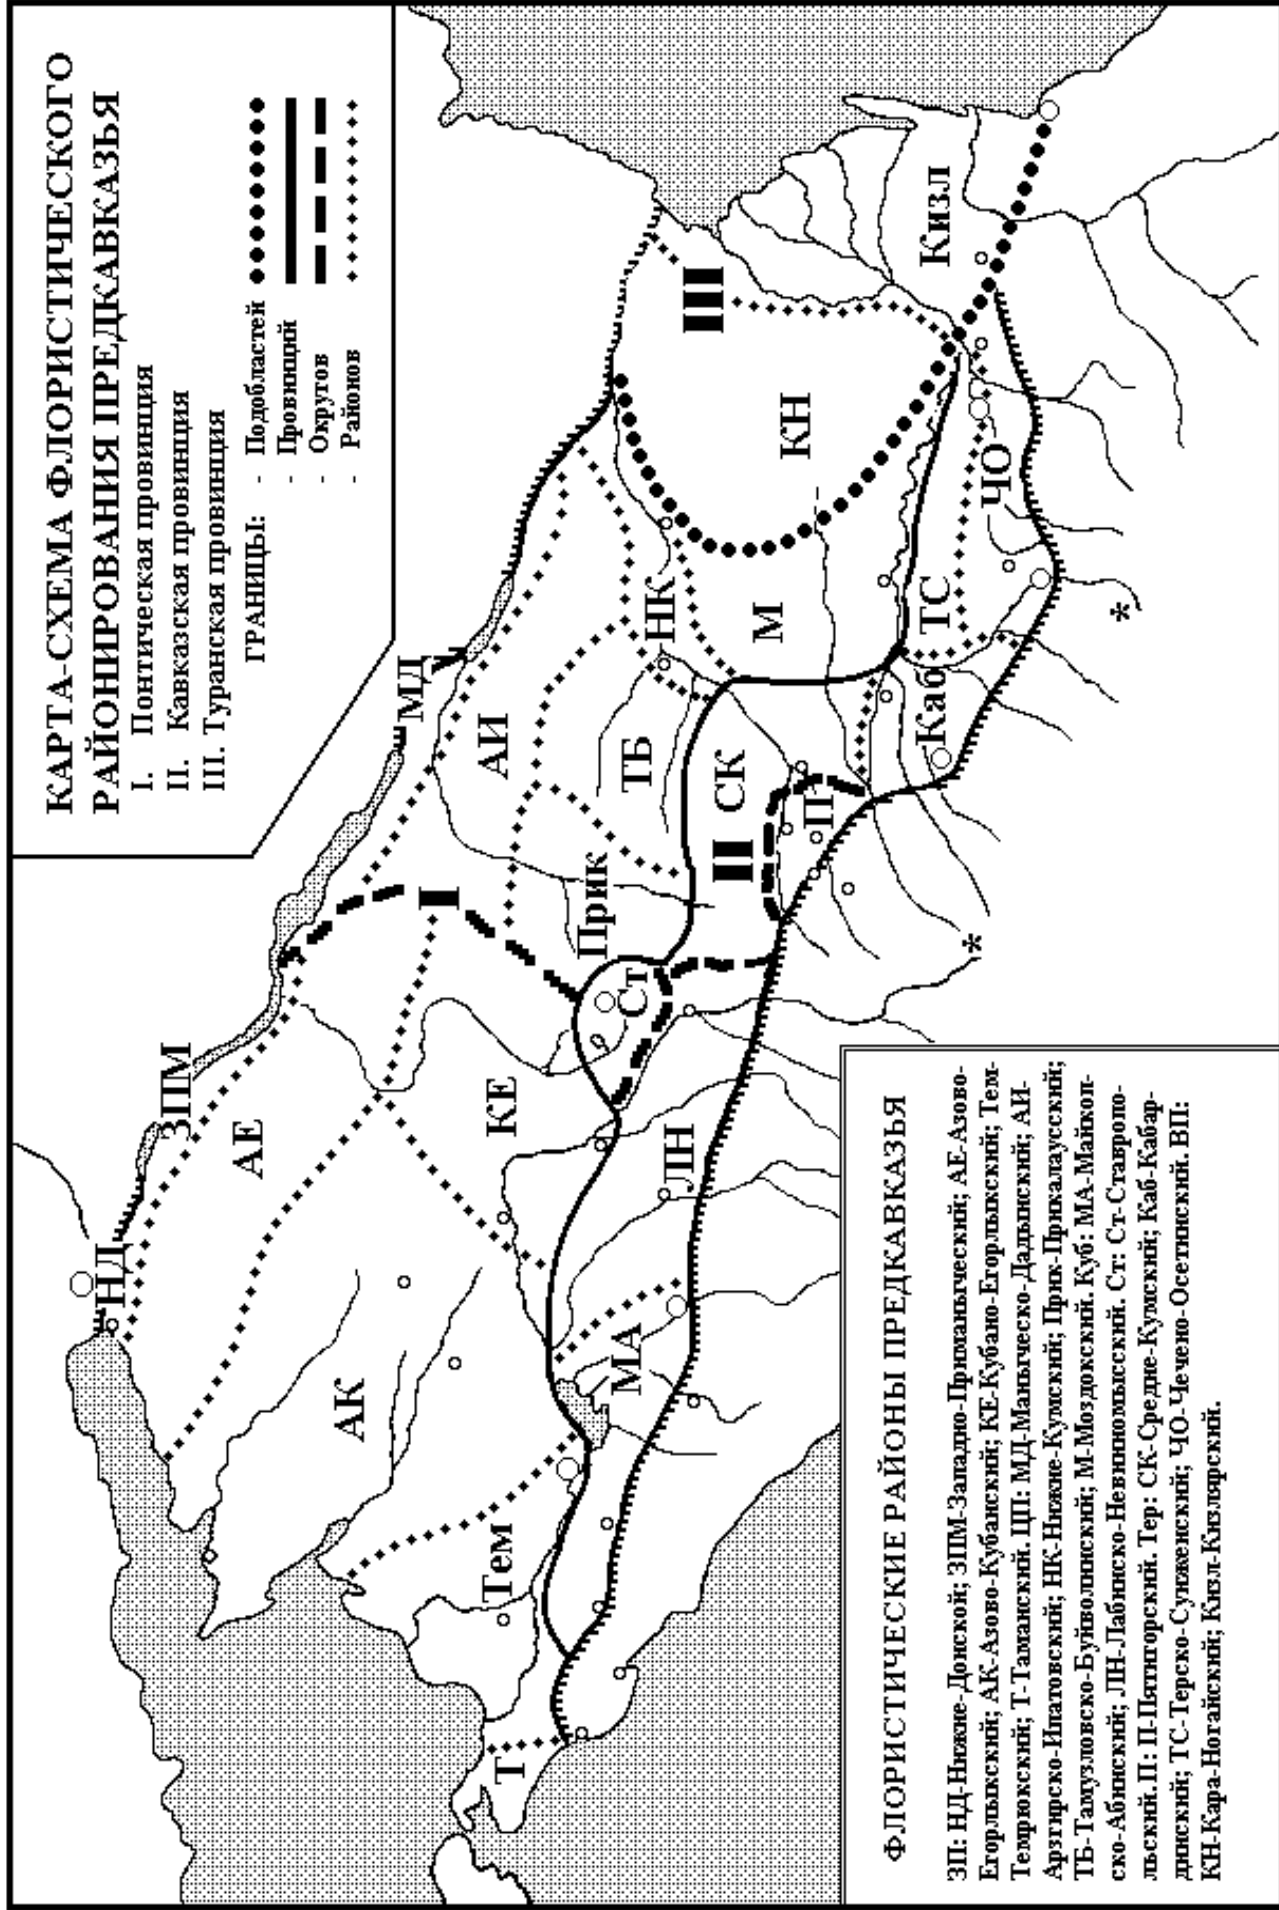 КАРТА-СХЕМА ФЛОРИСТИЧЕСКОГО
РАЙОНИРОВАНИЯ ПРЕДКАВКАЗЬЯ
I. Понтическая провинция
II. Кавказская провинция
III. Туранская провинция
ГРАНИЦЫ: - Подобластей
- Провинций
- Округов
- Районов
НД
ЗПМ
МД
АЕ
I
АИ
АК
КЕ
Прик
ТБ
НК
III
КН
Тем
Ст
II
СК
М
Кизл
Т
МА
ЛН
П
Каб
ТС
ЧО
*
*
ФЛОРИСТИЧЕСКИЕ РАЙОНЫ ПРЕДКАВКАЗЬЯ
ЗП: НД-Нижне-Донской; ЗПМ-Западно-Приманыческий; АЕ-Азово-
Егорлыкский; АК-Азово-Кубанский; КЕ-Кубано-Егорлыкский; Тем-
Темрюкский; Т-Таманский. ЦП: МД-Маныческо-Дадынский; АИ-
Арзгирско-Ипатовский; НК-Нижне-Кумский; Прик-Прикалаусский;
ТБ-Тамузловско-Буйволинский; М-Моздокский. Куб: МА-Майкоп-
ско-Абинский; ЛН-Лабинско-Невинномысский. Ст: Ст-Ставропо-
льский. П: П-Пятигорский. Тер: СК-Средне-Кумский; Каб-Кабар-
динский; ТС-Терско-Сунженский; ЧО-Чечено-Осетинский. ВП:
КН-Кара-Ногайский; Кизл-Кизлярский.